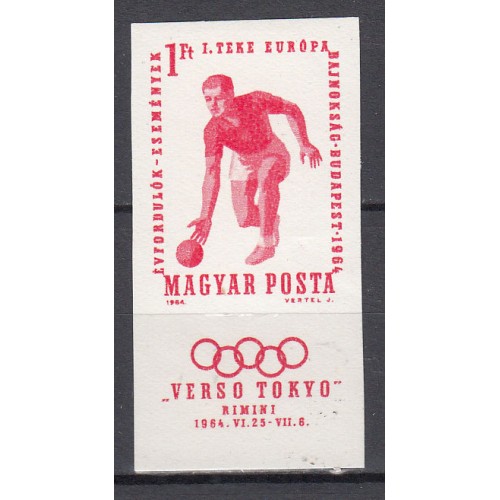 1Ft I. TEKE EURÓPA
BAJNOKSÁG·BUDAPEST·1964
ÉVFORDULÓK–ESEMÉNYEK
MAGYAR POSTA
1964. VERTEL J.
„VERSO TOKYO"
RIMINI
1964. VI. 25-VII. 6.